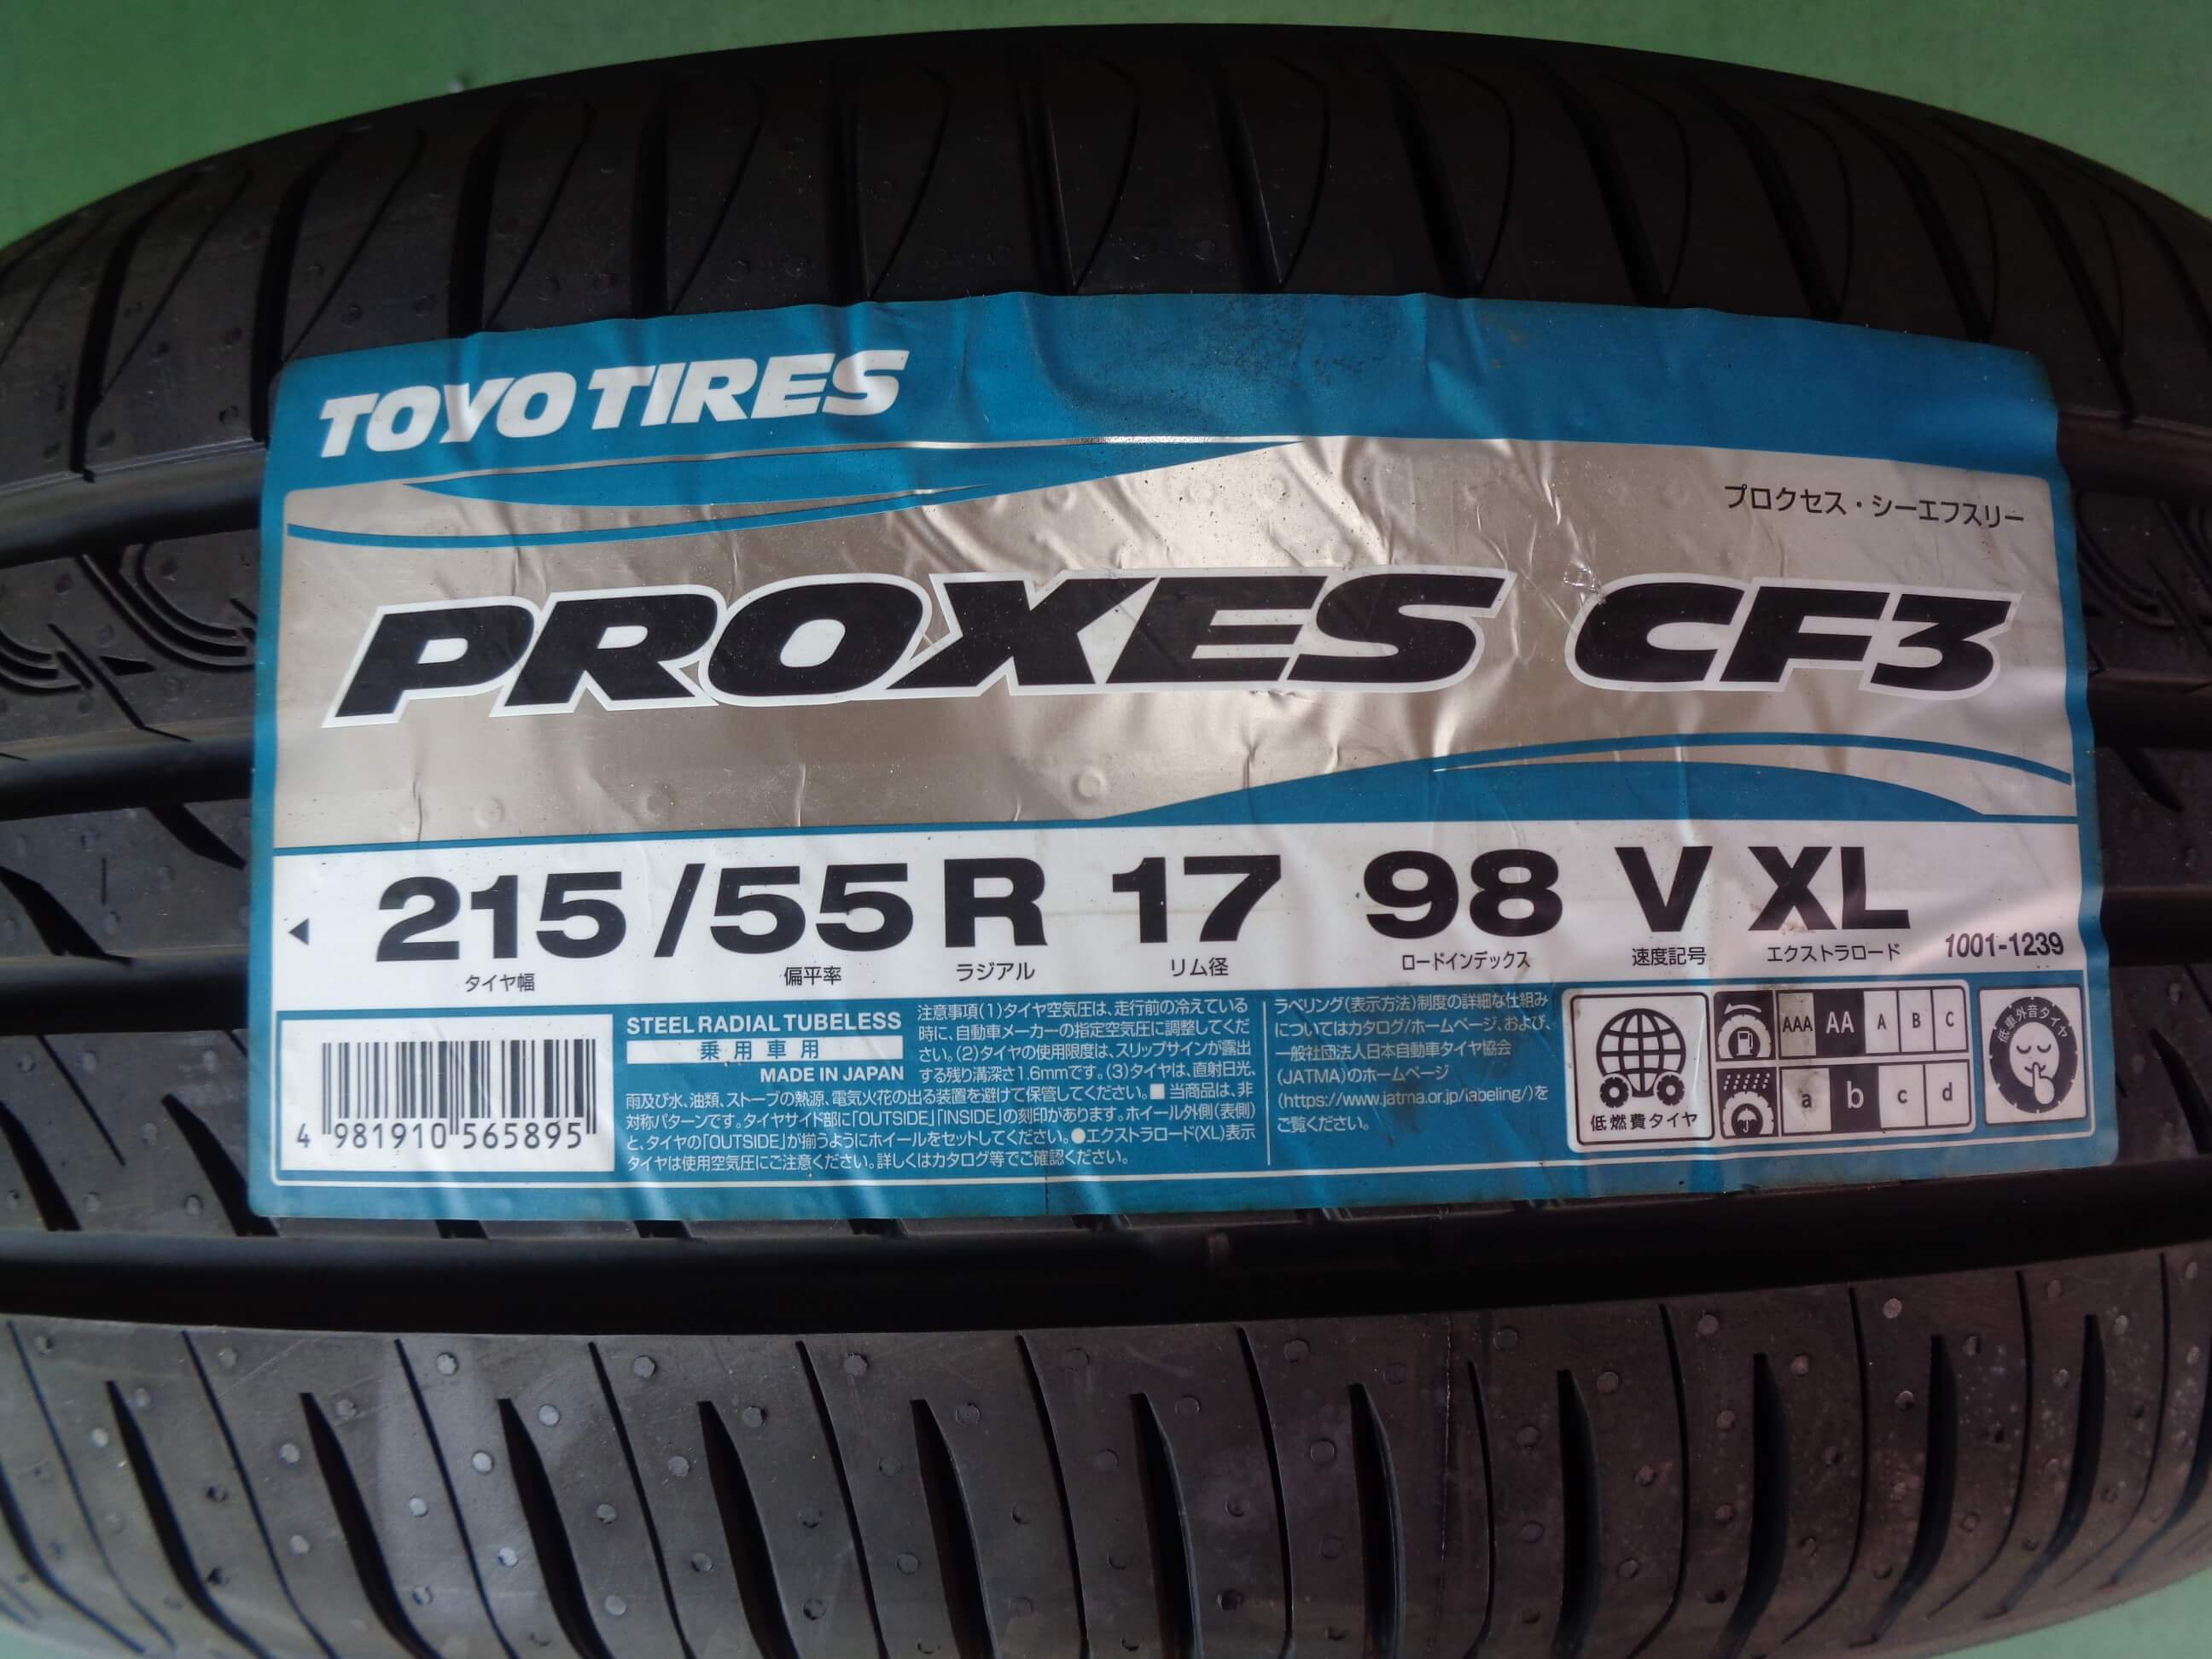 TOYO TIRES
プロクセス・シーエフスリー
PROXES CF3
◀ 215 /55 R 17 98 V XL
タイヤ幅 偏平率 ラジアル リム径 ロードインデックス 速度記号 エクストラロード 1001-1239
4 981910 565895
STEEL RADIAL TUBELESS
乗用車用
MADE IN JAPAN
注意事項(1)タイヤ空気圧は、走行前の冷えている
時に、自動車メーカーの指定空気圧に調整してくだ
さい。(2)タイヤの使用限度は、スリップサインが露出
する残り溝深さ1.6mmです。(3)タイヤは、直射日光、
雨及び水、油類、ストーブの熱源、電気火花の出る装置を避けて保管してください。■当商品は、非
対称パターンです。タイヤサイド部に「OUTSIDE」「INSIDE」の刻印があります。ホイール外側(表側)
と、タイヤの「OUTSIDE」が揃うようにホイールをセットしてください。●エクストラロード(XL)表示
タイヤは使用空気圧にご注意ください。詳しくはカタログ等でご確認ください。
ラベリング(表示方法)制度の詳細な仕組み
についてはカタログ/ホームページ、および、
一般社団法人日本自動車タイヤ協会
(JATMA)のホームページ
(https://www.jatma.or.jp/labeling/)を
ご覧ください。
低燃費タイヤ
AAA AA A B C
a b c d
低車外音タイヤ